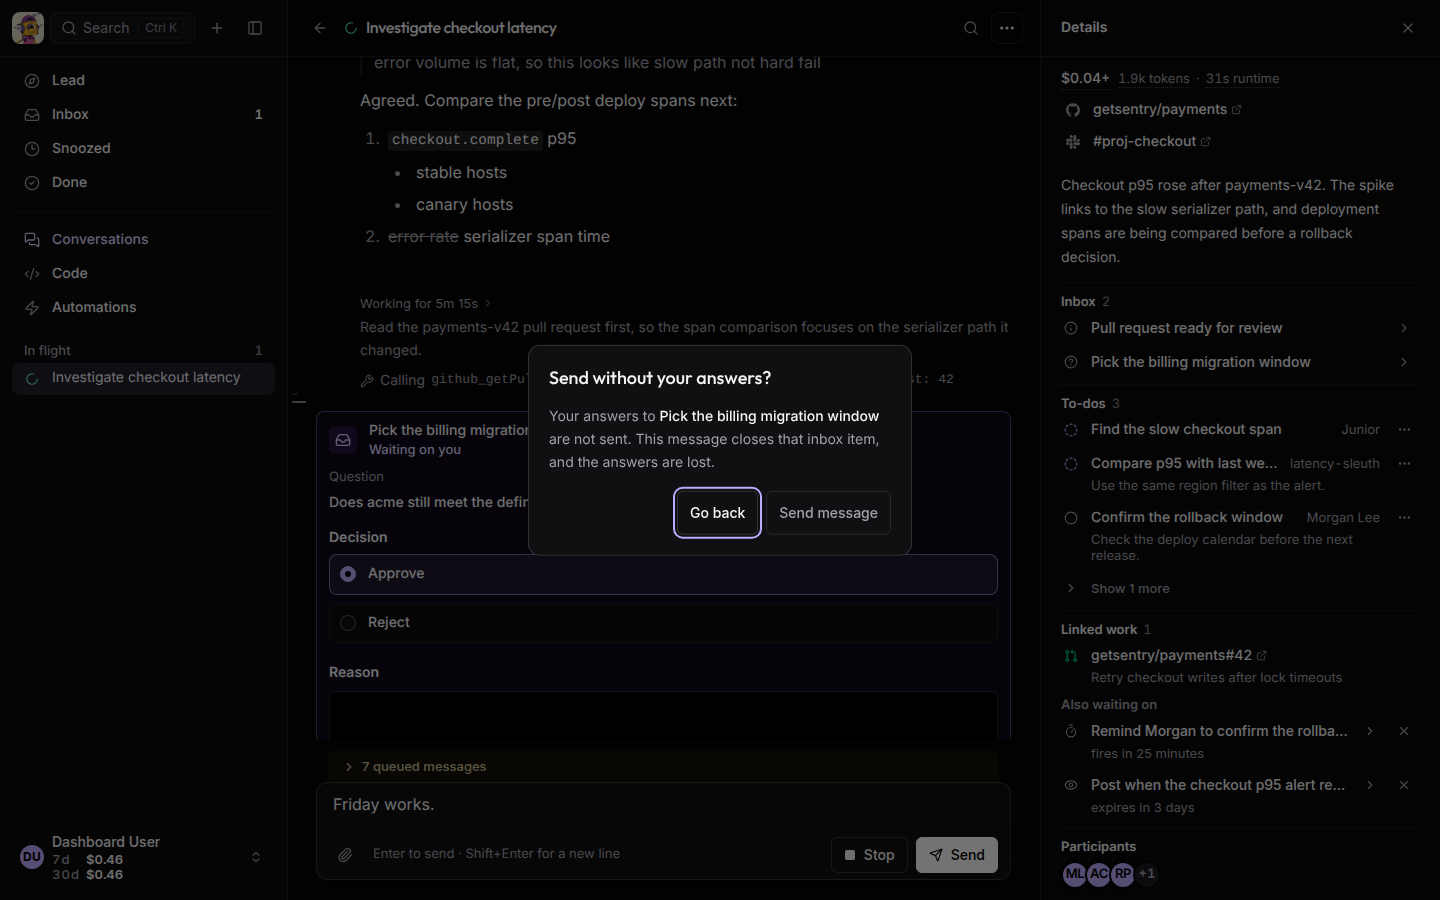 Search Ctrl K
Lead
Inbox 1
Snoozed
Done
Conversations
Code
Automations
In flight 1
Investigate checkout latency
DU
Dashboard User
7d $0.46
30d $0.46
Investigate checkout latency
error volume is flat, so this looks like slow path not hard fail
Agreed. Compare the pre/post deploy spans next:
1. checkout.complete p95
• stable hosts
• canary hosts
2. error rate serializer span time
Working for 5m 15s
Read the payments-v42 pull request first, so the span comparison focuses on the serializer path it
changed.
Calling github_getPu
st: 42
Pick the billing migration
Waiting on you
Question
Does acme still meet the defin
Decision
Approve
Reject
Reason
Send without your answers?
Your answers to Pick the billing migration window
are not sent. This message closes that inbox item,
and the answers are lost.
Go back
Send message
7 queued messages
Friday works.
Enter to send · Shift+Enter for a new line
Stop
Send
Details
$0.04+ 1.9k tokens · 31s runtime
getsentry/payments
#proj-checkout
Checkout p95 rose after payments-v42. The spike
links to the slow serializer path, and deployment
spans are being compared before a rollback
decision.
Inbox 2
Pull request ready for review
Pick the billing migration window
To-dos 3
Find the slow checkout span Junior
Compare p95 with last we... latency-sleuth
Use the same region filter as the alert.
Confirm the rollback window Morgan Lee
Check the deploy calendar before the next
release.
Show 1 more
Linked work 1
getsentry/payments#42
Retry checkout writes after lock timeouts
Also waiting on
Remind Morgan to confirm the rollba...
fires in 25 minutes
Post when the checkout p95 alert re...
expires in 3 days
Participants
ML AC RP +1